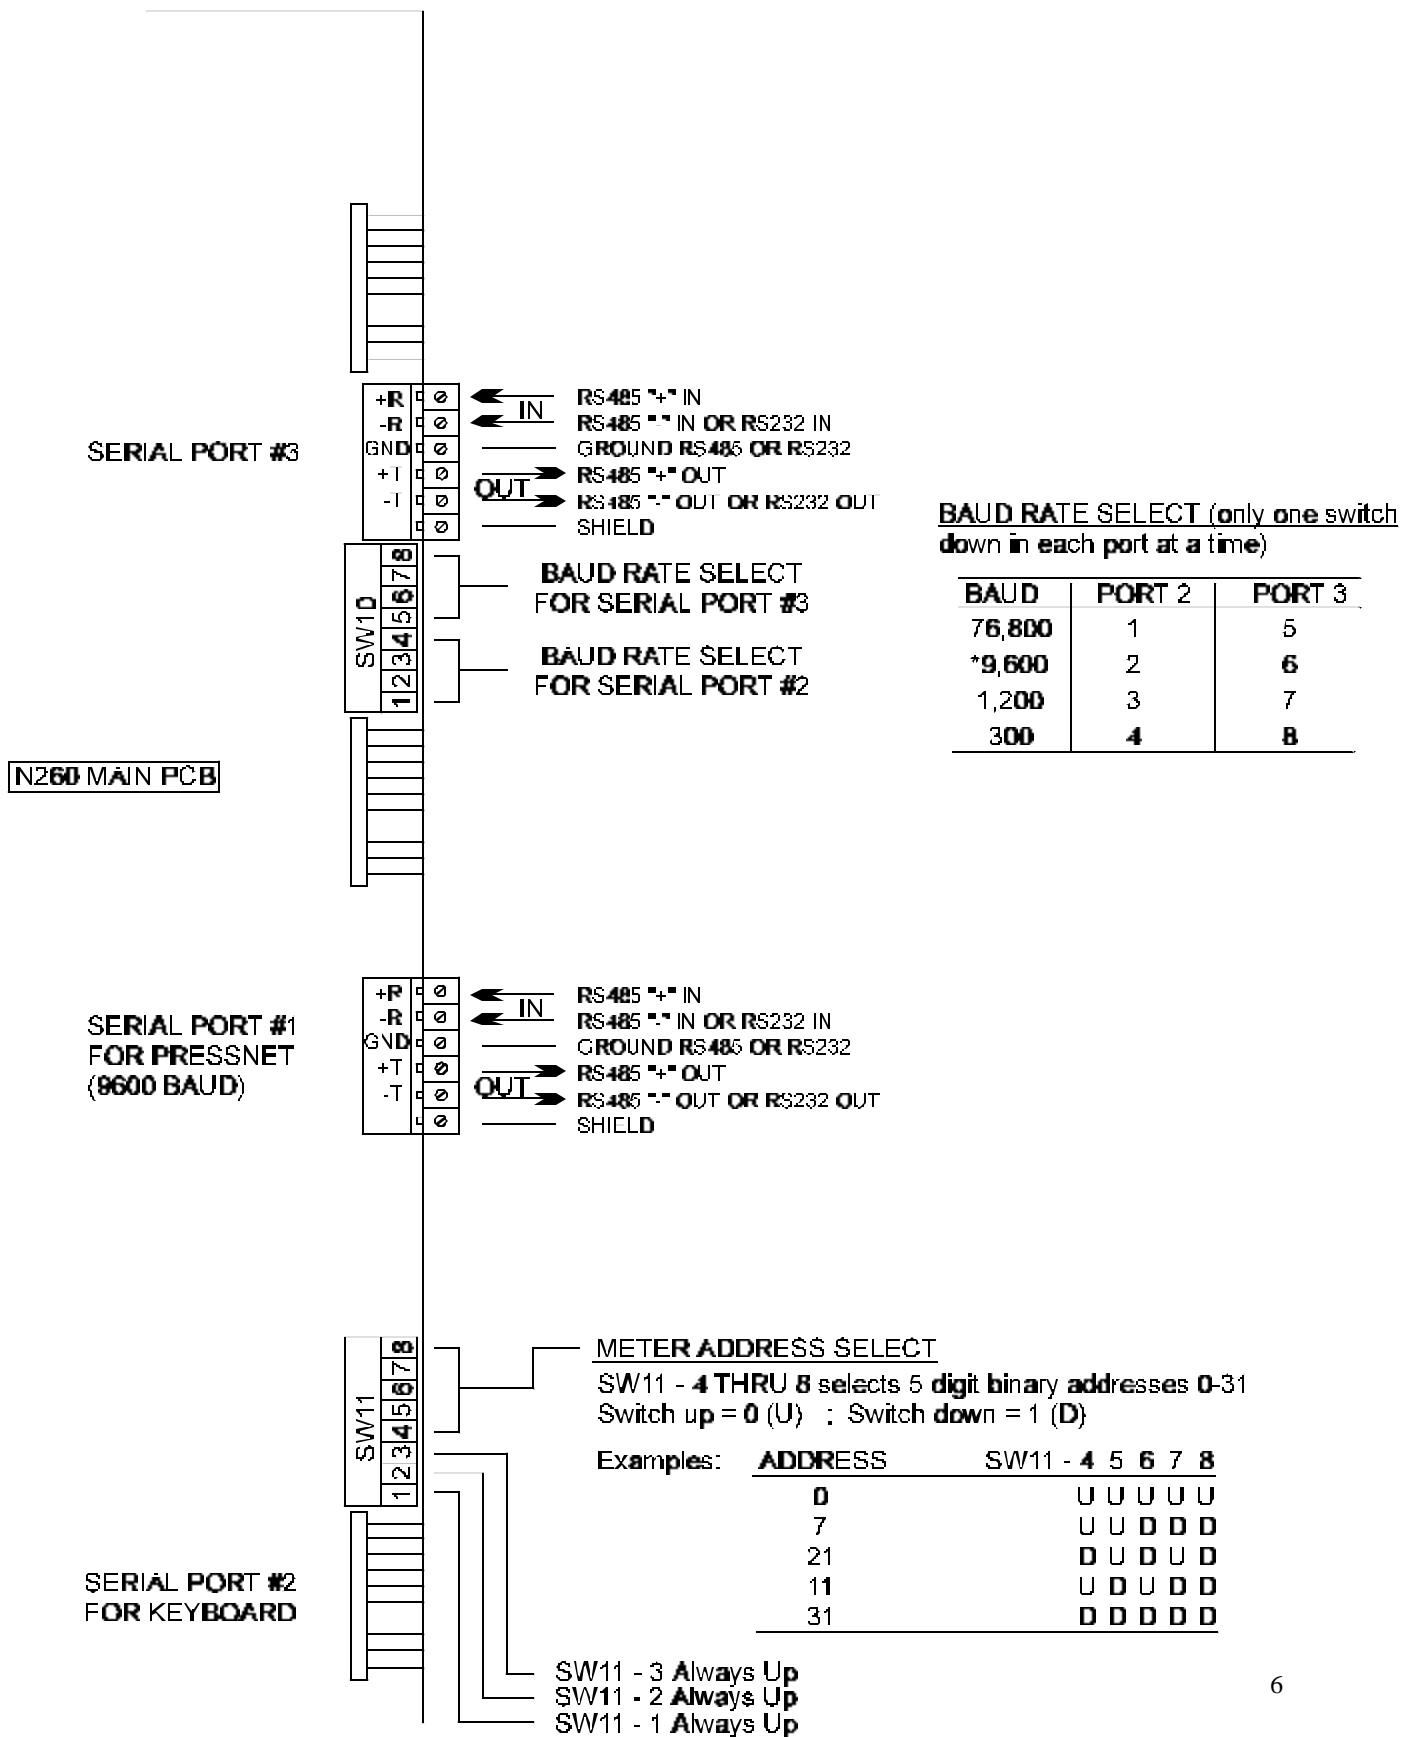 +R
-R
GND
+T
-T
SERIAL PORT #3
IN
OUT
RS485 "+" IN
RS485 "-" IN OR RS232 IN
GROUND RS485 OR RS232
RS485 "+" OUT
RS485 "-" OUT OR RS232 OUT
SHIELD
SW10
8
7
6
5
4
3
2
1
BAUD RATE SELECT
FOR SERIAL PORT #3
BAUD RATE SELECT
FOR SERIAL PORT #2
BAUD RATE SELECT (only one switch
down in each port at a time)
BAUD PORT 2 PORT 3
76,800 1 5
*9,600 2 6
1,200 3 7
300 4 8
N260 MAIN PCB
SERIAL PORT #1
FOR PRESSNET
(9600 BAUD)
+R
-R
GND
+T
-T
IN
OUT
RS485 "+" IN
RS485 "-" IN OR RS232 IN
GROUND RS485 OR RS232
RS485 "+" OUT
RS485 "-" OUT OR RS232 OUT
SHIELD
SW11
8
7
6
5
4
3
2
1
METER ADDRESS SELECT
SW11 - 4 THRU 8 selects 5 digit binary addresses 0-31
Switch up = 0 (U) ; Switch down = 1 (D)
Examples: ADDRESS SW11 - 4 5 6 7 8
0 U U U U U
7 U U D D D
21 D U D U D
11 U D U D D
31 D D D D D
SERIAL PORT #2
FOR KEYBOARD
SW11 - 3 Always Up
SW11 - 2 Always Up
SW11 - 1 Always Up
6